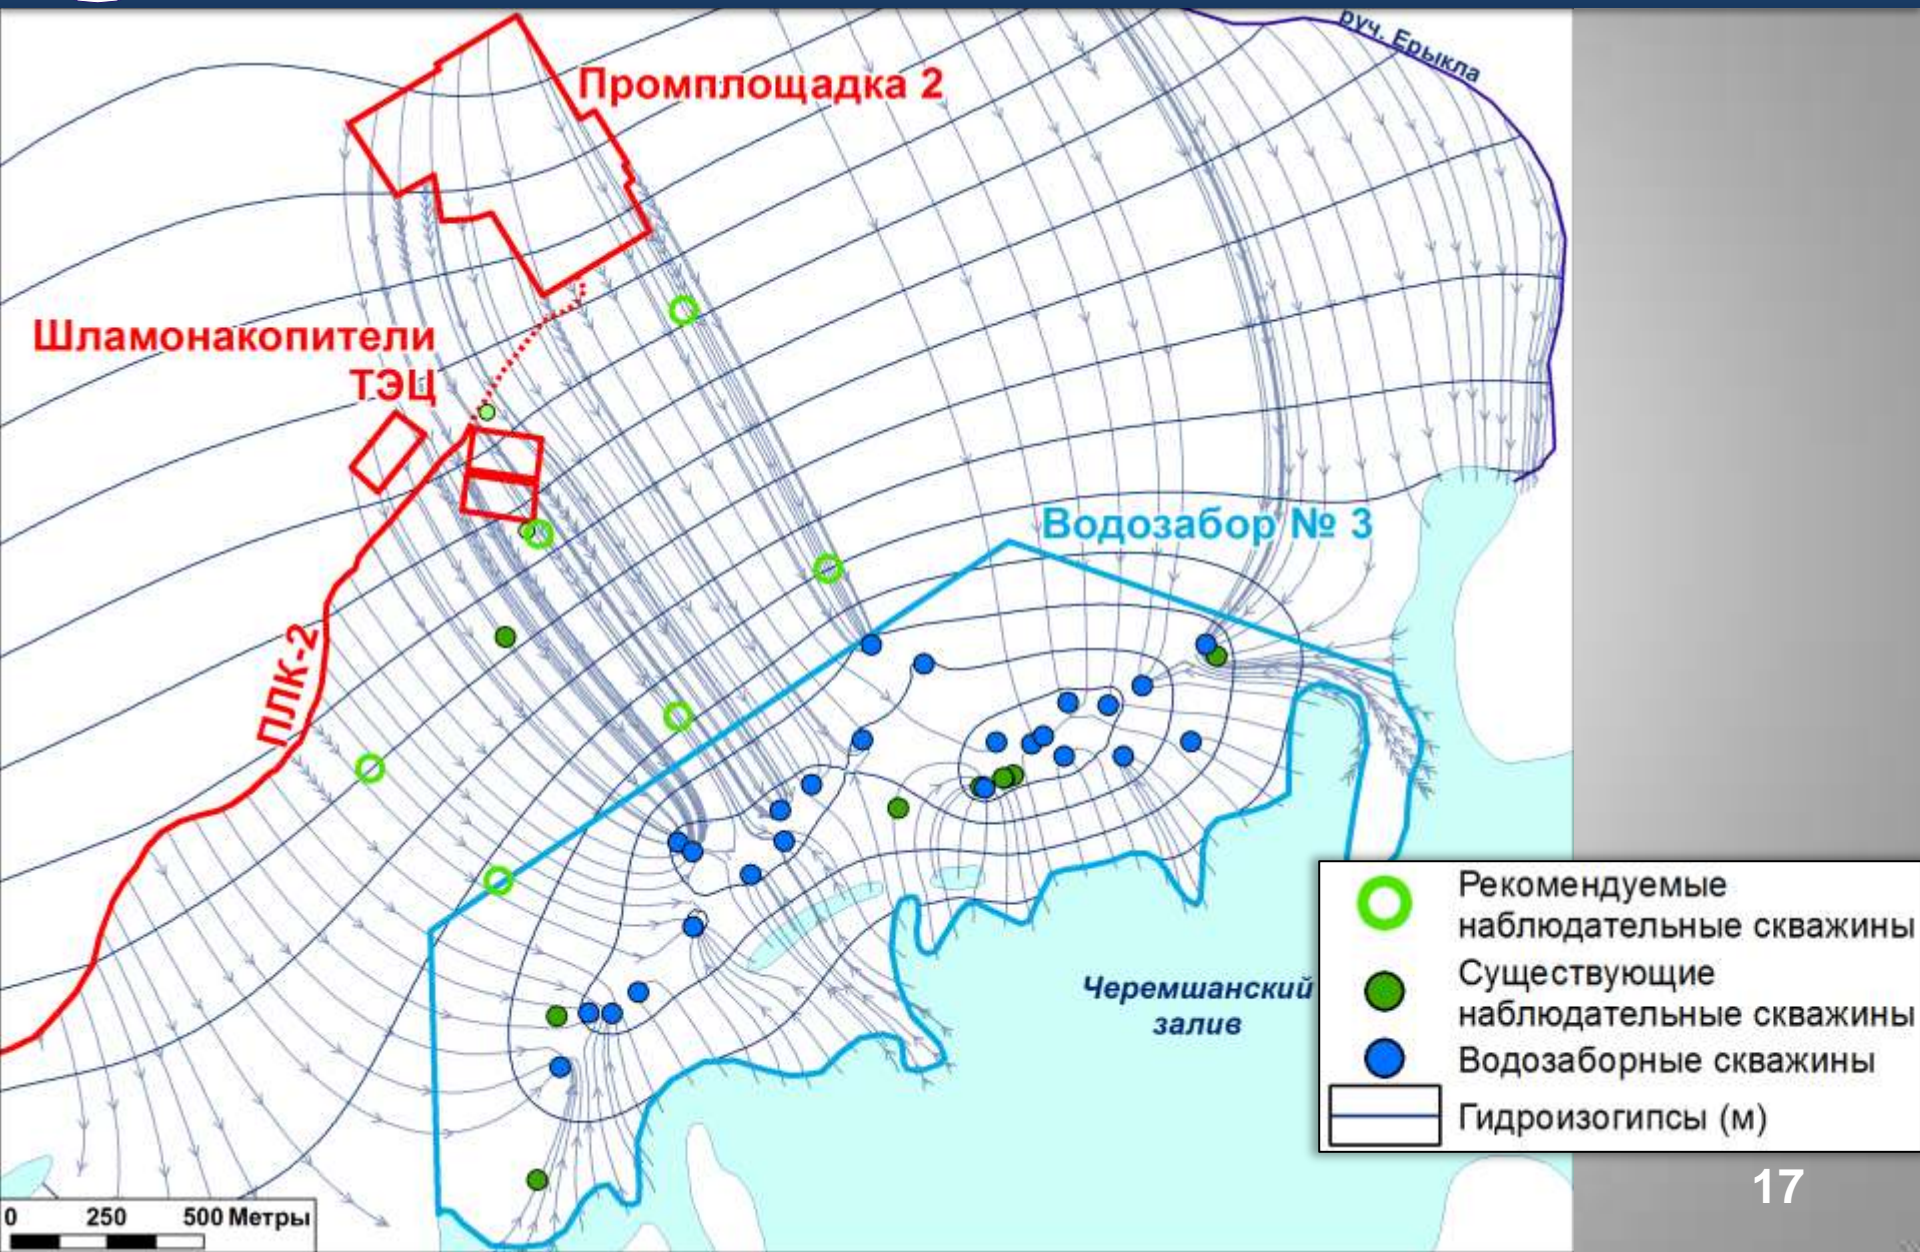 руч. Ерыкла
Промплощадка 2
Шламонакопители
ТЭЦ
Водозабор № 3
ПЛК-2
Черемшанский
залив
Рекомендуемые
наблюдательные скважины
Существующие
наблюдательные скважины
Водозаборные скважины
Гидроизогипсы (м)
17
0 250 500 Метры